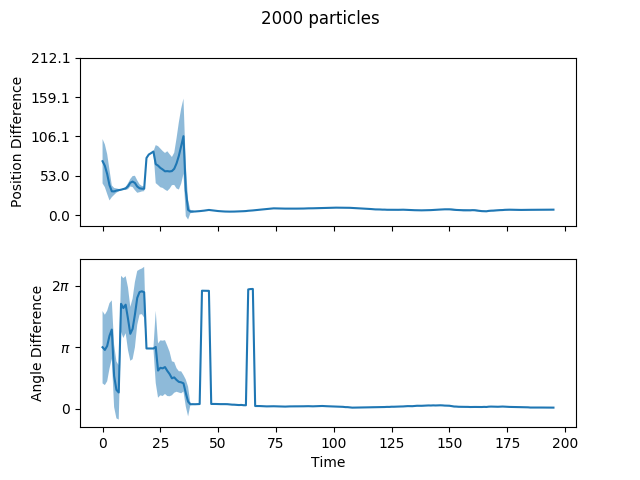 2000 particles
212.1
159.1
106.1
53.0
0.0
Position Difference
2π
π
0
Angle Difference
0 25 50 75 100 125 150 175 200
Time